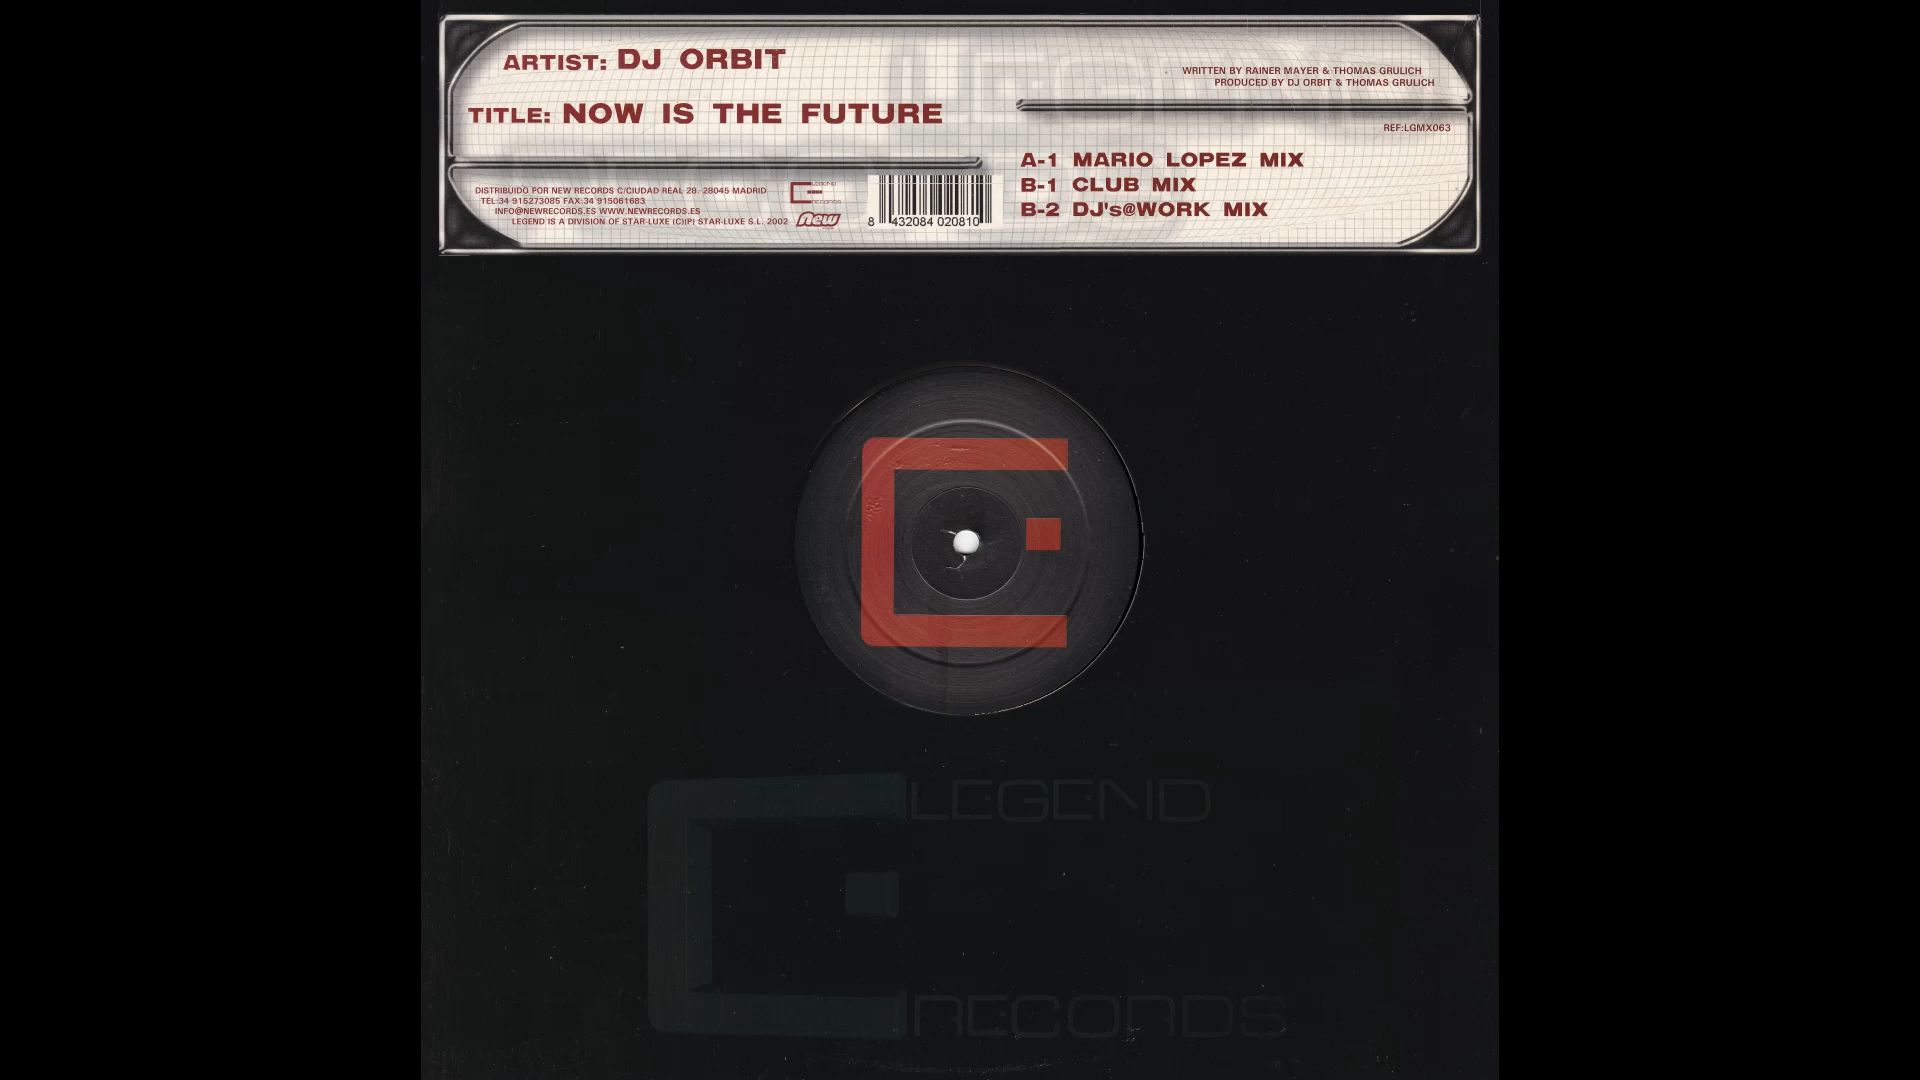 ARTIST: DJ ORBIT
TITLE: NOW IS THE FUTURE
WRITTEN BY RAINER MAYER & THOMAS GRULICH
PRODUCED BY DJ ORBIT & THOMAS GRULICH
REF:LGMX063
A-1 MARIO LOPEZ MIX
B-1 CLUB MIX
B-2 DJ's@WORK MIX
DISTRIBUIDO POR NEW RECORDS C/CIUDAD REAL 28. 28045 MADRID
TEL:34 915273085 FAX:34 915061683
INFO@NEWRECORDS.ES WWW.NEWRECORDS.ES
LEGEND IS A DIVISION OF STAR-LUXE (C)(P) STAR-LUXE S.L. 2002
LEGEND
RECORDS
new
8 432084 020810
LEGEND
RECORDS